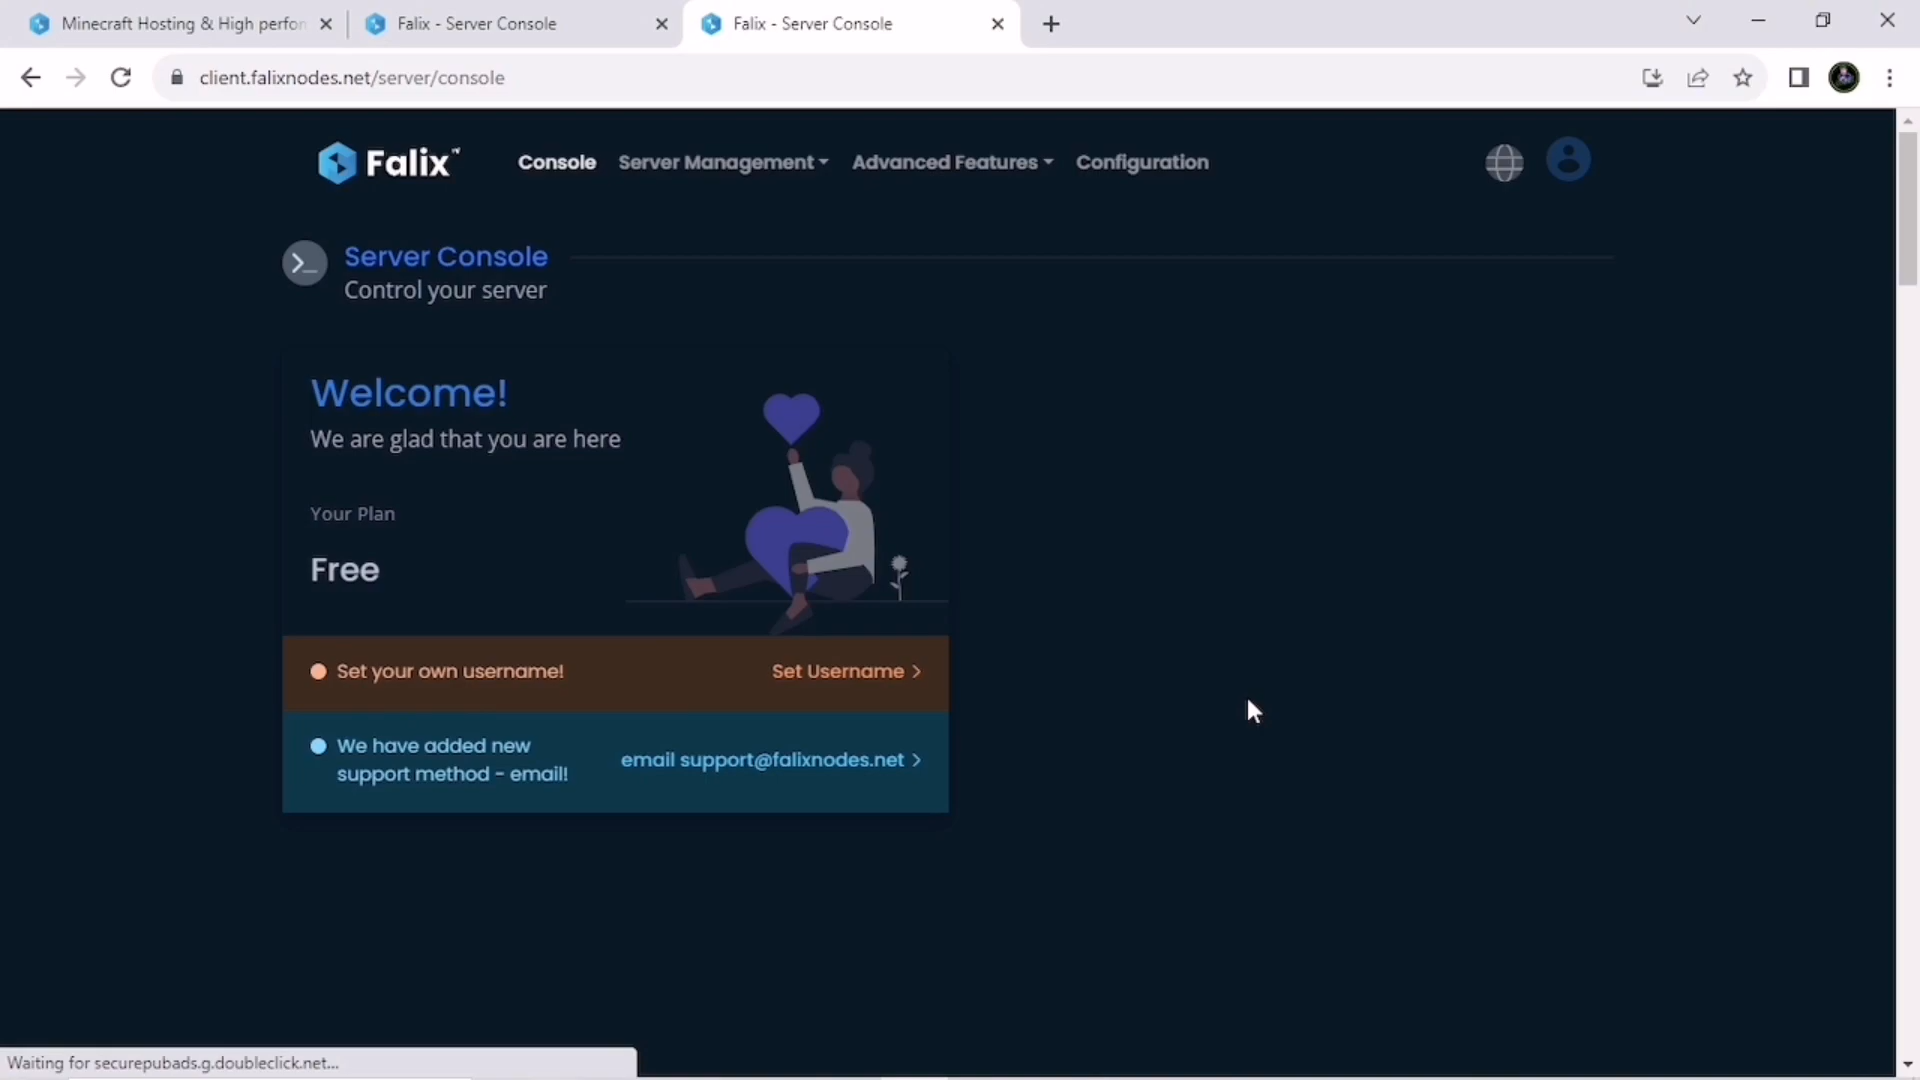 Minecraft Hosting & High perfor
Falix - Server Console
Falix - Server Console
client.falixnodes.net/server/console
Falix
Console
Server Management
Advanced Features
Configuration
Server Console
Control your server
Welcome!
We are glad that you are here
Your Plan
Free
Set your own username!
Set Username >
We have added new
support method - email!
email support@falixnodes.net >
Waiting for securepubads.g.doubleclick.net...